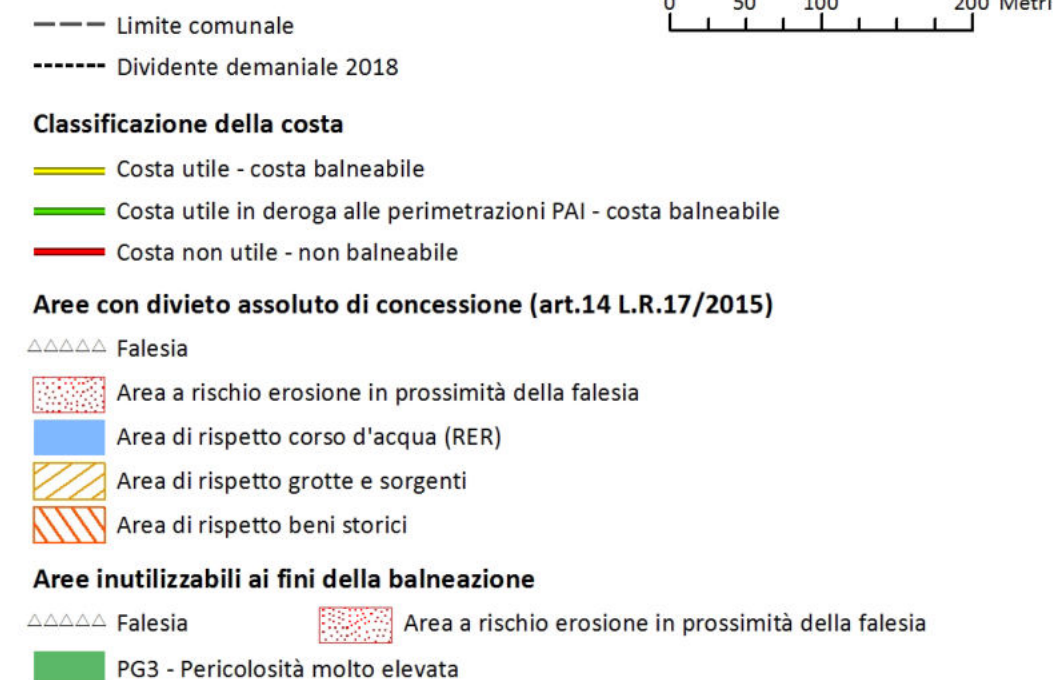 0 50 100 200 Metri
Limite comunale
Dividente demaniale 2018
Classificazione della costa
Costa utile - costa balneabile
Costa utile in deroga alle perimetrazioni PAI - costa balneabile
Costa non utile - non balneabile
Aree con divieto assoluto di concessione (art.14 L.R.17/2015)
Falesia
Area a rischio erosione in prossimità della falesia
Area di rispetto corso d'acqua (RER)
Area di rispetto grotte e sorgenti
Area di rispetto beni storici
Aree inutilizzabili ai fini della balneazione
Falesia Area a rischio erosione in prossimità della falesia
PG3 - Pericolosità molto elevata